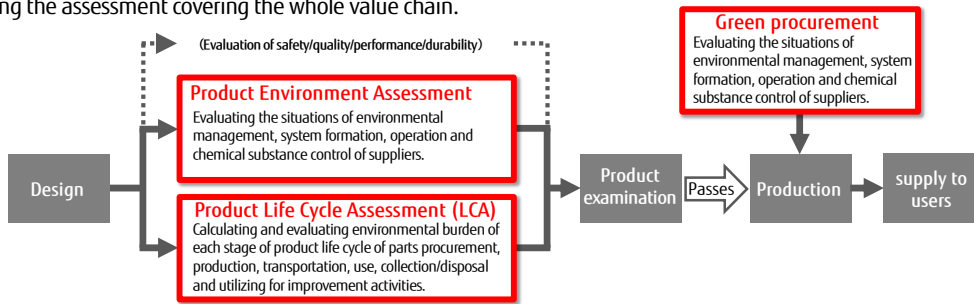 ing the assessment covering the whole value chain.
(Evaluation of safety/quality/performance/durability)
Green procurement
Evaluating the situations of
environmental management, system
formation, operation and chemical
substance control of suppliers.
Product Environment Assessment
Evaluating the situations of environmental
management, system formation, operation and
chemical substance control of suppliers.
Design
Product
examination
Passes
Production
supply to
users
Product Life Cycle Assessment (LCA)
Calculating and evaluating environmental burden of
each stage of product life cycle of parts procurement,
production, transportation, use, collection/disposal
and utilizing for improvement activities.